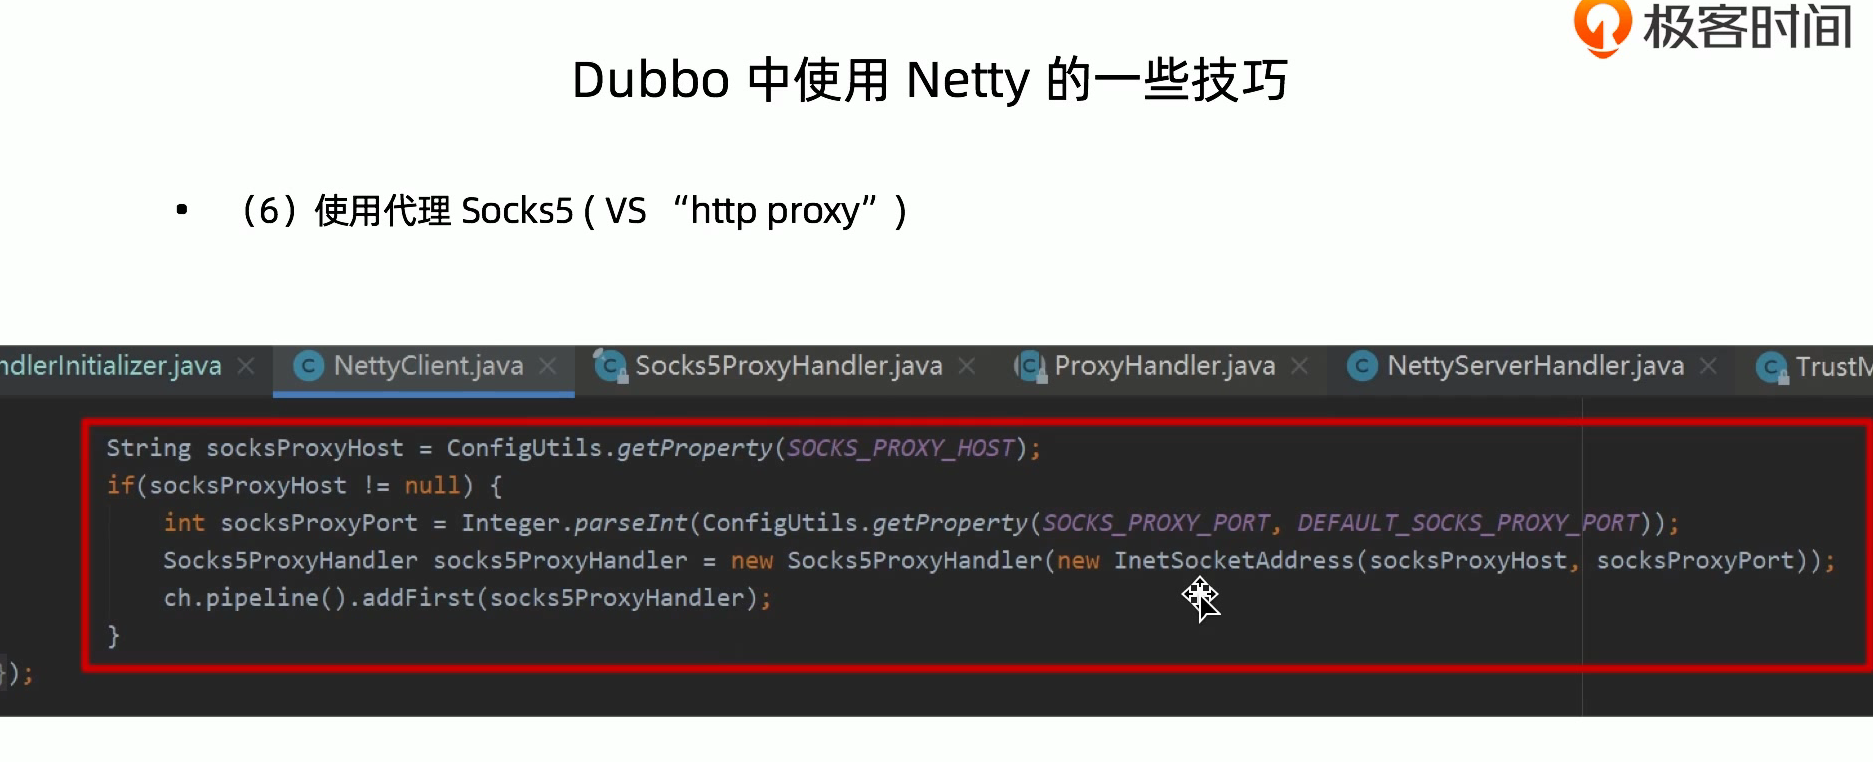 极客时间
Dubbo 中使用 Netty 的一些技巧
• （6）使用代理 Socks5 ( VS “http proxy” )
ndlerInitializer.java × NettyClient.java × Socks5ProxyHandler.java × ProxyHandler.java × NettyServerHandler.java × TrustM
String socksProxyHost = ConfigUtils.getProperty(SOCKS_PROXY_HOST);
if(socksProxyHost != null) {
int socksProxyPort = Integer.parseInt(ConfigUtils.getProperty(SOCKS_PROXY_PORT, DEFAULT_SOCKS_PROXY_PORT));
Socks5ProxyHandler socks5ProxyHandler = new Socks5ProxyHandler(new InetSocketAddress(socksProxyHost, socksProxyPort));
ch.pipeline().addFirst(socks5ProxyHandler);
}
});